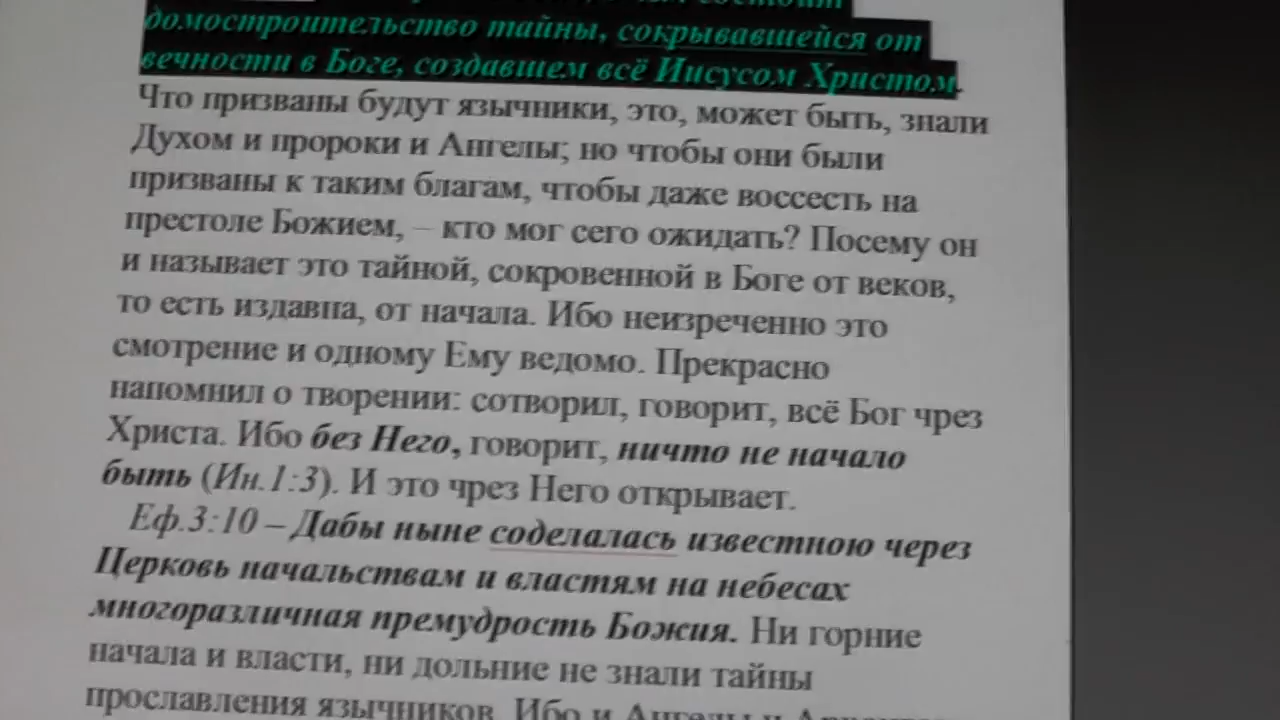 домостроительство тайны, сокрывавшейся от
вечности в Боге, создавшем всё Иисусом Христом.
Что призваны будут язычники, это, может быть, знали
Духом и пророки и Ангелы; но чтобы они были
призваны к таким благам, чтобы даже воссесть на
престоле Божием, – кто мог сего ожидать? Посему он
и называет это тайной, сокровенной в Боге от веков,
то есть издавна, от начала. Ибо неизреченно это
смотрение и одному Ему ведомо. Прекрасно
напомнил о творении: сотворил, говорит, всё Бог чрез
Христа. Ибо без Него, говорит, ничто не начало
быть (Ин.1:3). И это чрез Него открывает.
Еф.3:10 – Дабы ныне соделалась известною через
Церковь начальствам и властям на небесах
многоразличная премудрость Божия. Ни горние
начала и власти, ни дольние не знали тайны
прославления язычников. Ибо и Ангелы и